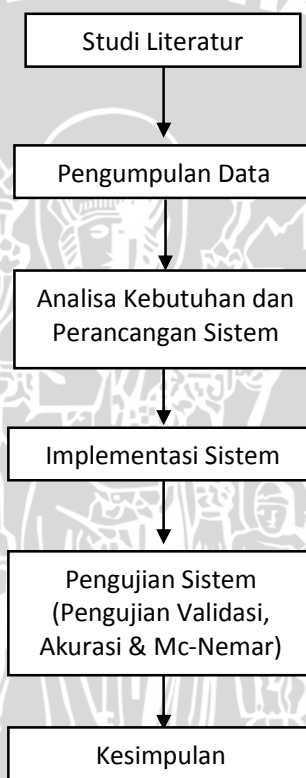 Studi Literatur
Pengumpulan Data
Analisa Kebutuhan dan
Perancangan Sistem
Implementasi Sistem
Pengujian Sistem
(Pengujian Validasi,
Akurasi & Mc-Nemar)
Kesimpulan